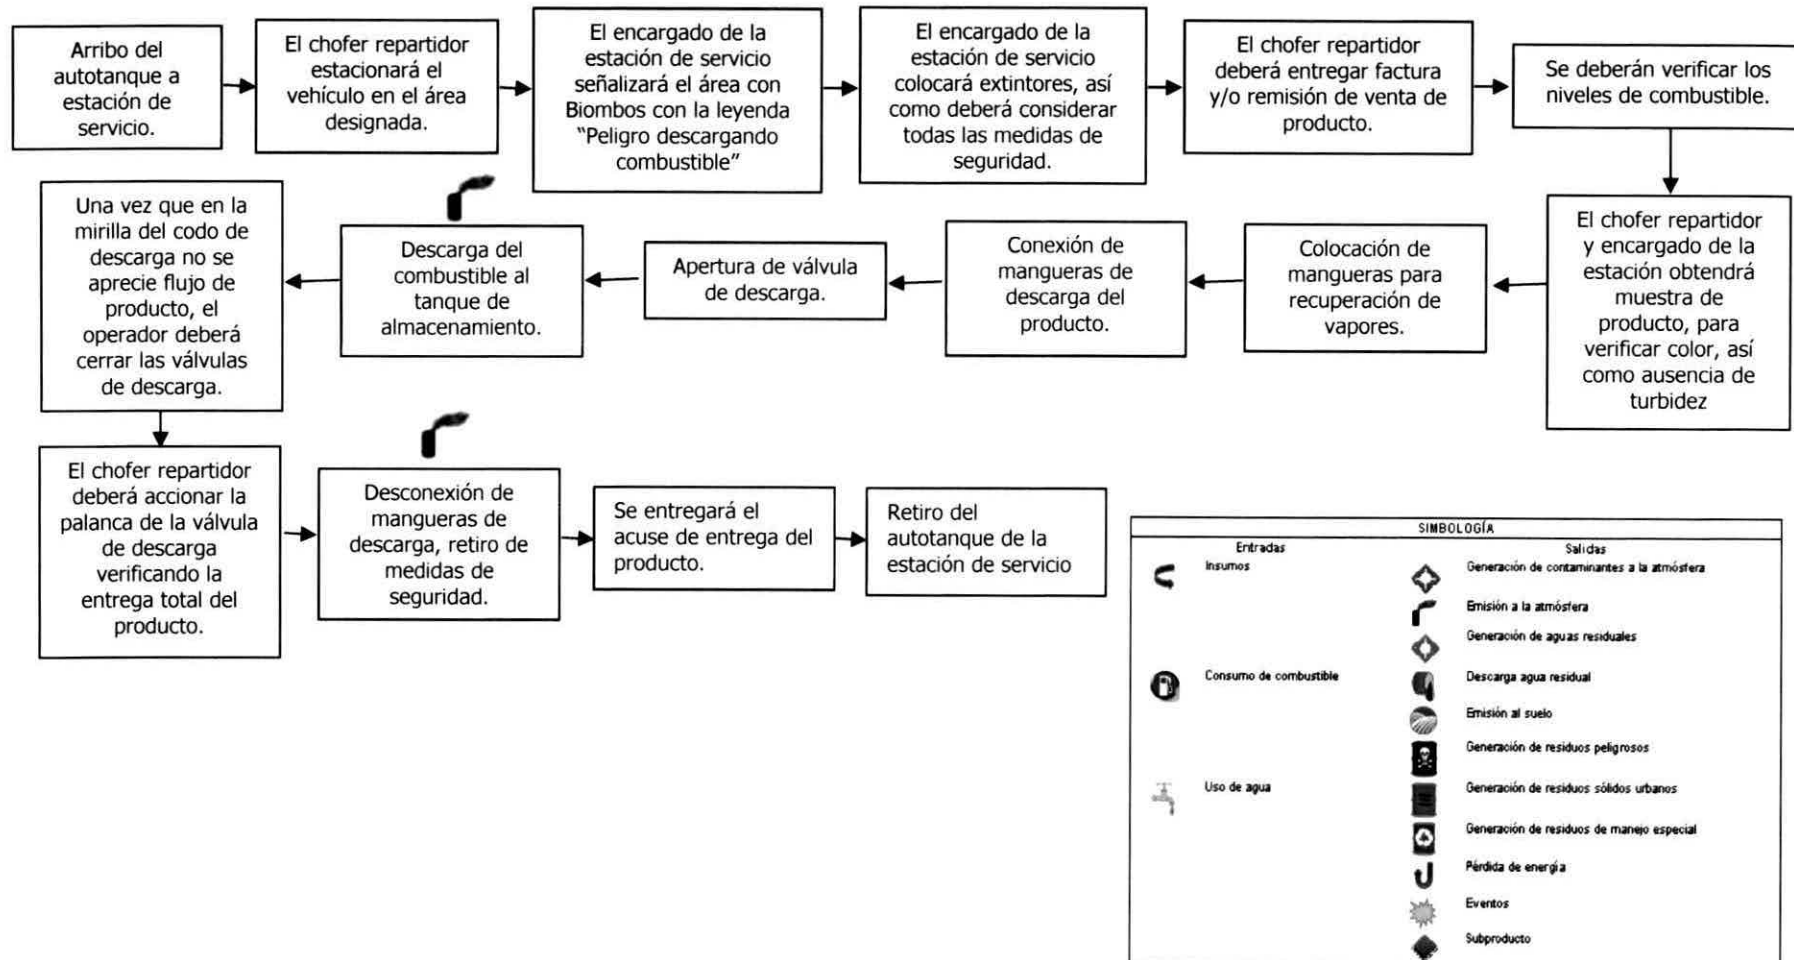 Arribo del
autotanque a
estación de
servicio.
El chofer repartidor
estacionará el
vehículo en el área
designada.
El encargado de la
estación de servicio
señalizará el área con
Biombos con la leyenda
“Peligro descargando
combustible”
El encargado de la
estación de servicio
colocará extintores, así
como deberá considerar
todas las medidas de
seguridad.
El chofer repartidor
deberá entregar factura
y/o remisión de venta de
producto.
Se deberán verificar los
niveles de combustible.
El chofer repartidor
y encargado de la
estación obtendrá
muestra de
producto, para
verificar color, así
como ausencia de
turbidez
Colocación de
mangueras para
recuperación de
vapores.
Conexión de
mangueras de
descarga del
producto.
Apertura de válvula
de descarga.
Descarga del
combustible al
tanque de
almacenamiento.
Una vez que en la
mirilla del codo de
descarga no se
aprecie flujo de
producto, el
operador deberá
cerrar las válvulas
de descarga.
El chofer repartidor
deberá accionar la
palanca de la válvula
de descarga
verificando la
entrega total del
producto.
Desconexión de
mangueras de
descarga, retiro de
medidas de
seguridad.
Se entregará el
acuse de entrega del
producto.
Retiro del
autotanque de la
estación de servicio
SIMBOLOGÍA
Entradas
Insumos
Consumo de combustible
Uso de agua
Salidas
Generación de contaminantes a la atmósfera
Emisión a la atmósfera
Generación de aguas residuales
Descarga agua residual
Emisión al suelo
Generación de residuos peligrosos
Generación de residuos sólidos urbanos
Generación de residuos de manejo especial
Pérdida de energía
Eventos
Subproducto